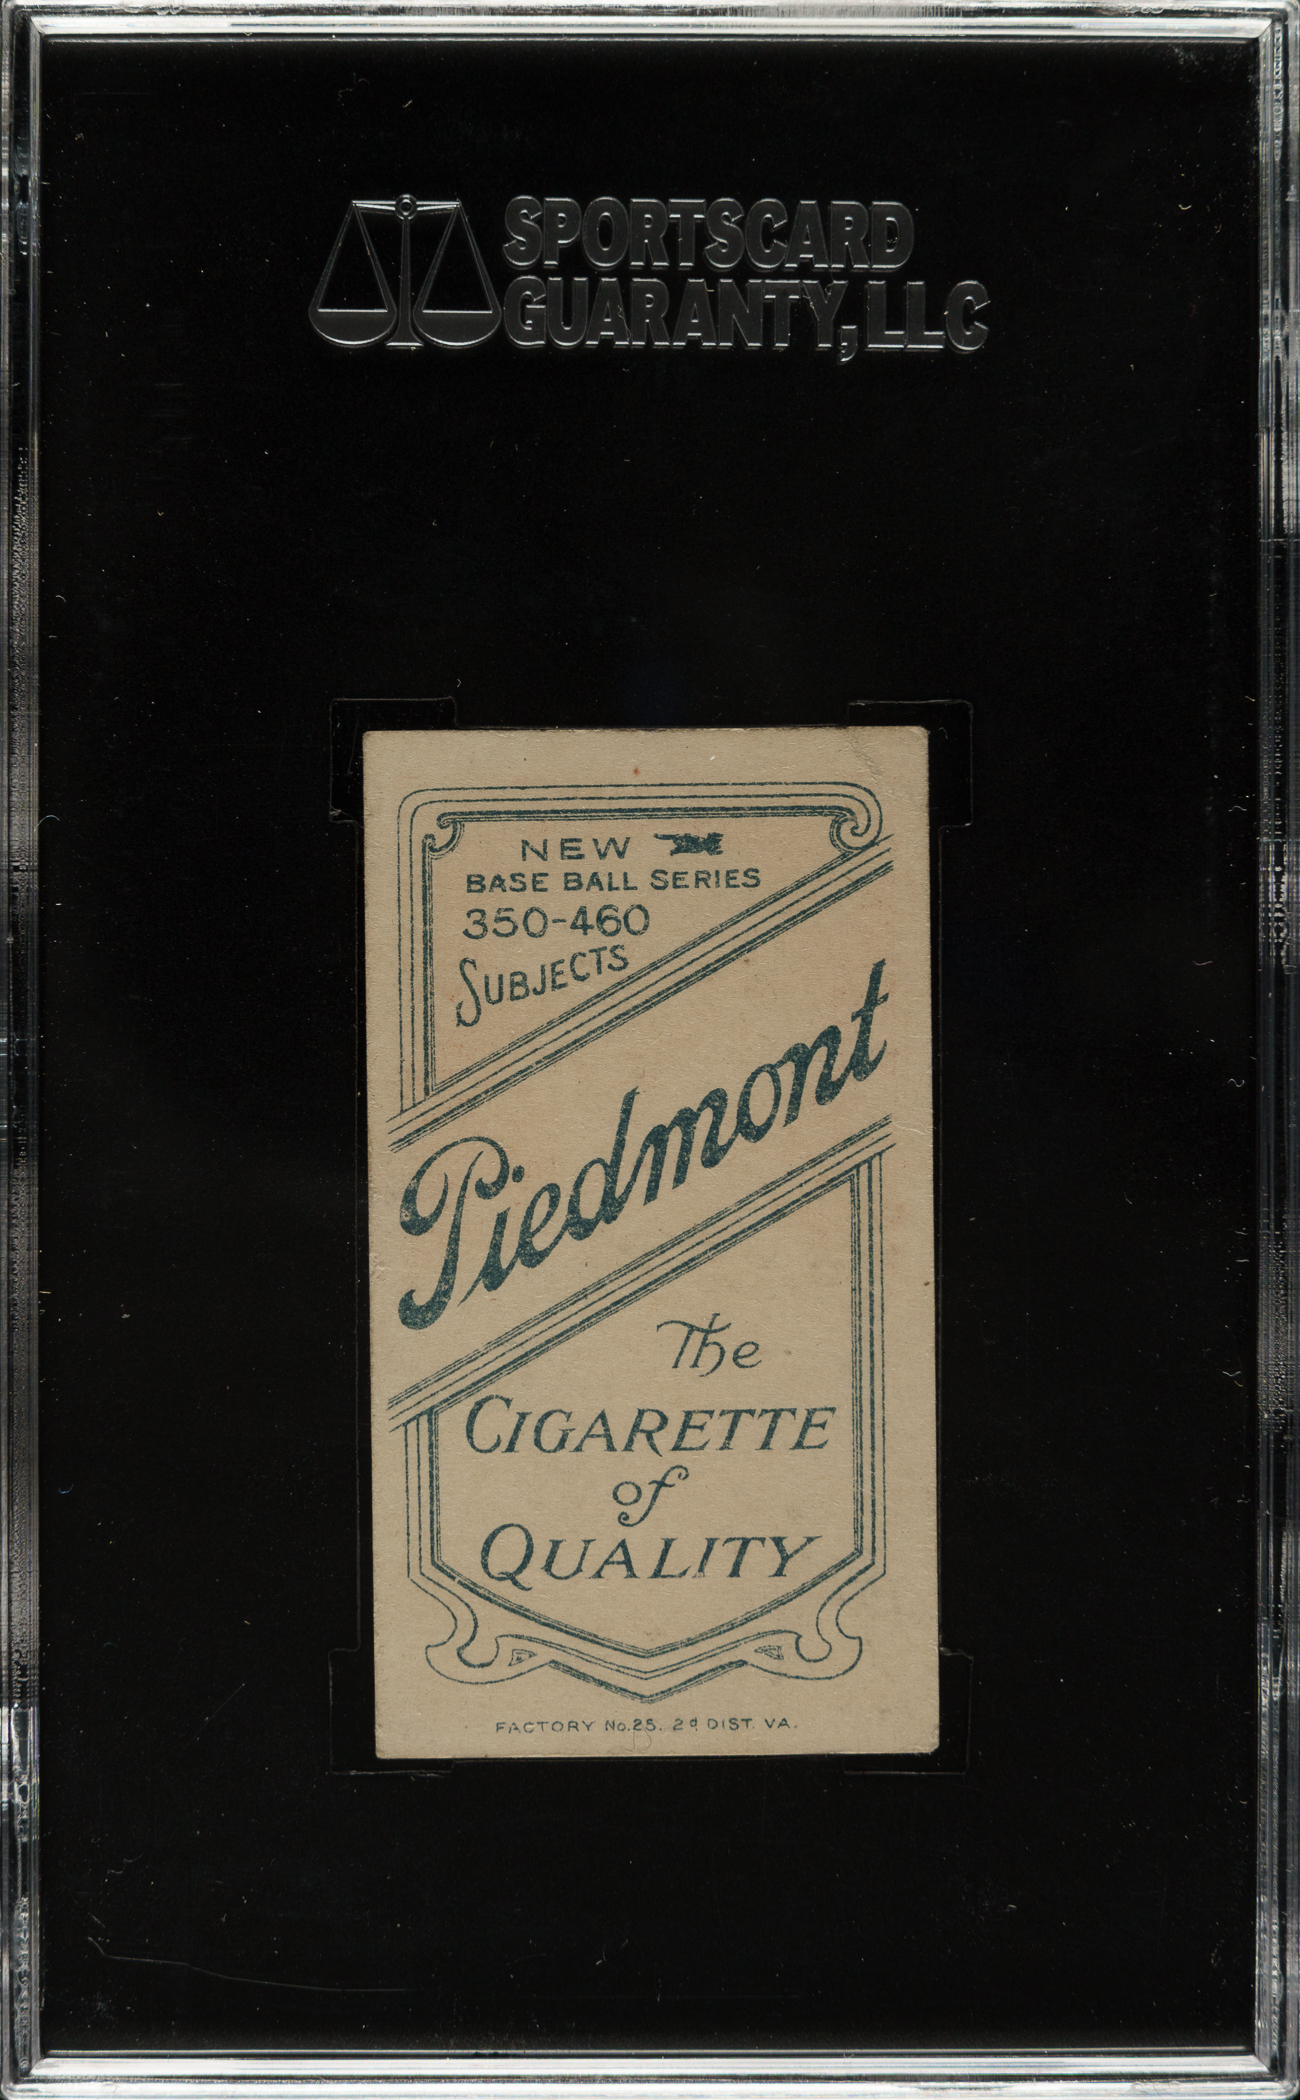 SPORTSCARD
GUARANTY, LLC
NEW
BASE BALL SERIES
350-460
SUBJECTS
Piedmont
The
CIGARETTE
of
QUALITY
FACTORY No. 25. 2d DIST. VA.